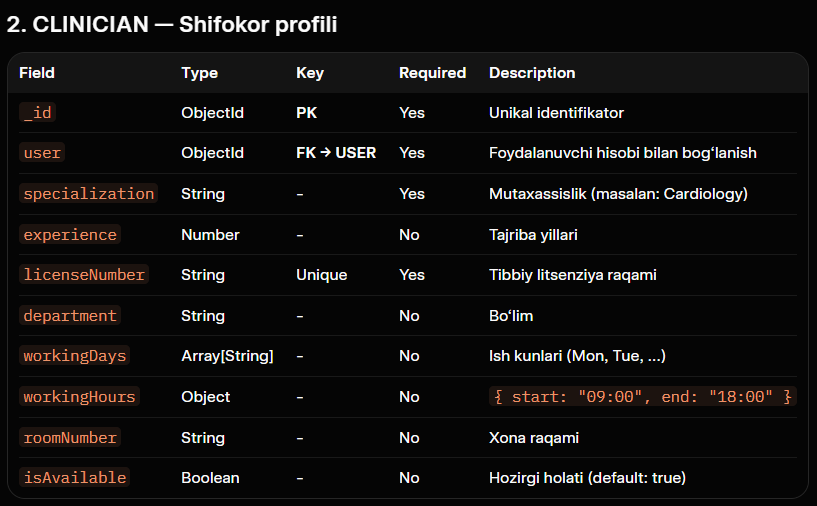 2. CLINICIAN — Shifokor profili
Field Type Key Required Description
_id ObjectId PK Yes Unikal identifikator
user ObjectId FK → USER Yes Foydalanuvchi hisobi bilan bog‘lanish
specialization String - Yes Mutaxassislik (masalan: Cardiology)
experience Number - No Tajriba yillari
licenseNumber String Unique Yes Tibbiy litsenziya raqami
department String - No Bo‘lim
workingDays Array[String] - No Ish kunlari (Mon, Tue, ...)
workingHours Object - No { start: "09:00", end: "18:00" }
roomNumber String - No Xona raqami
isAvailable Boolean - No Hozirgi holati (default: true)